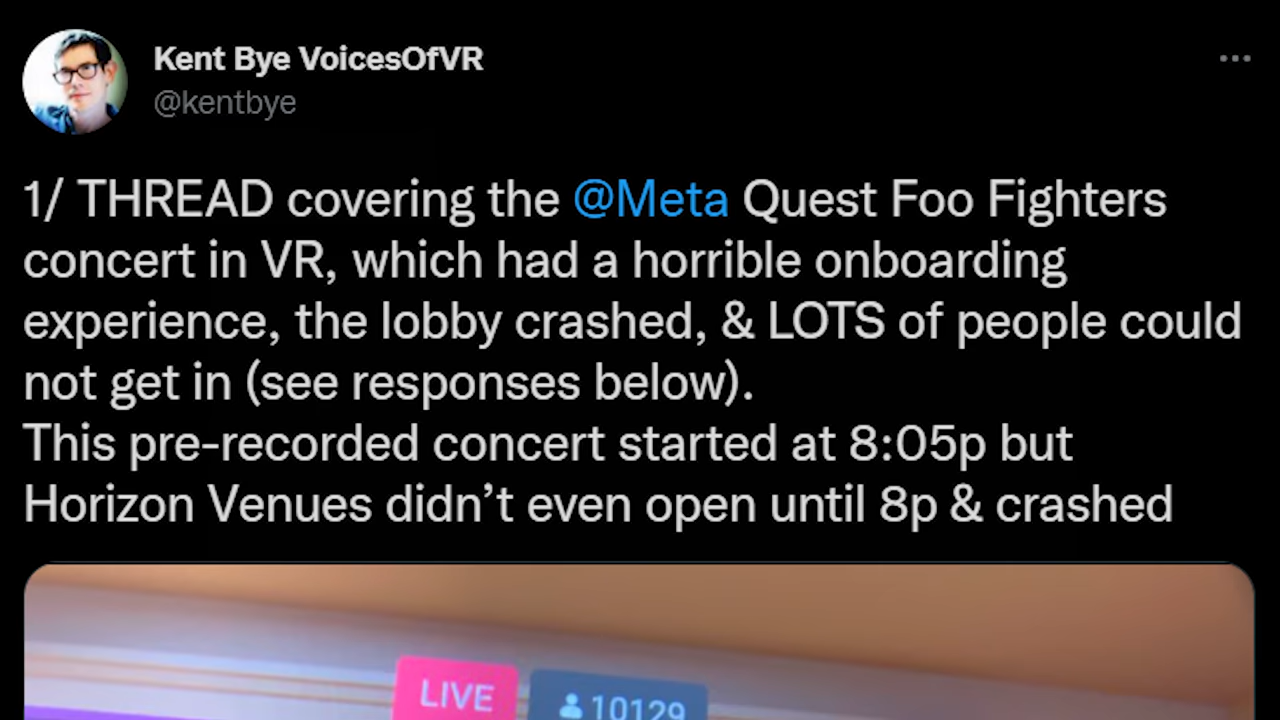 Kent Bye VoicesOfVR
@kentbye
1/ THREAD covering the @Meta Quest Foo Fighters
concert in VR, which had a horrible onboarding
experience, the lobby crashed, & LOTS of people could
not get in (see responses below).
This pre-recorded concert started at 8:05p but
Horizon Venues didn’t even open until 8p & crashed
LIVE
10129